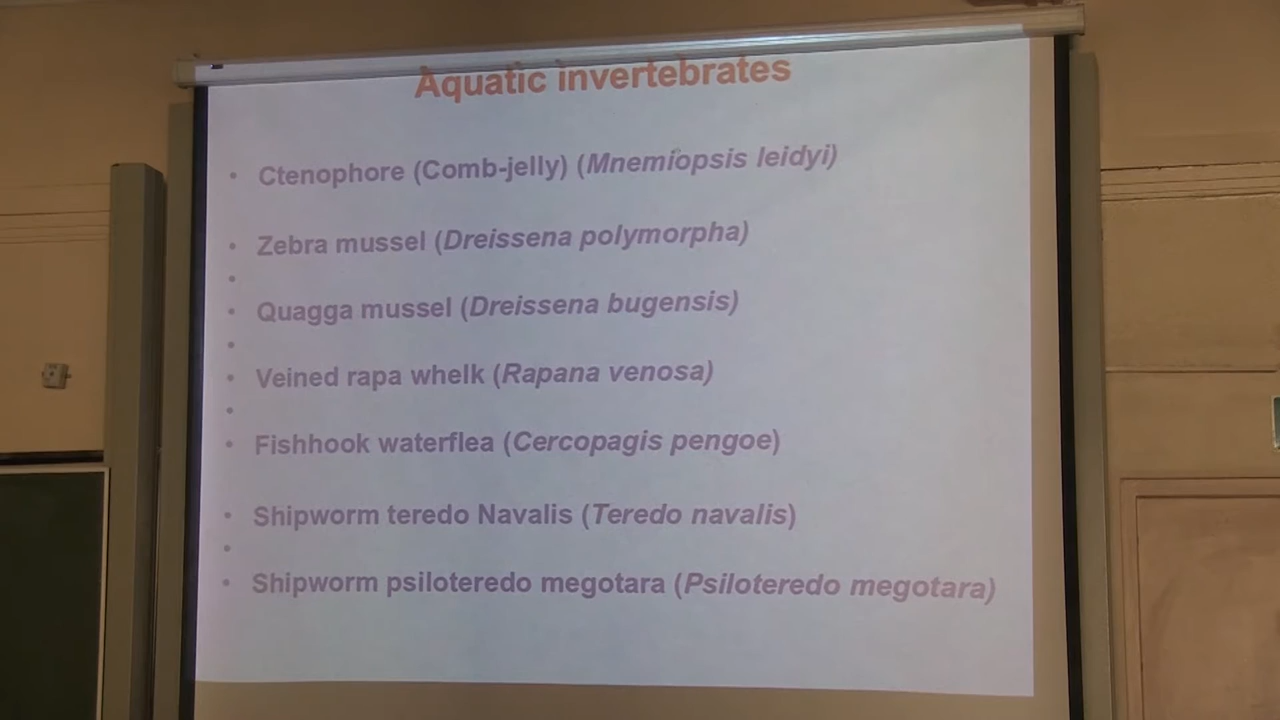 Aquatic invertebrates
• Ctenophore (Comb-jelly) (Mnemiopsis leidyi)
• Zebra mussel (Dreissena polymorpha)
•
• Quagga mussel (Dreissena bugensis)
•
• Veined rapa whelk (Rapana venosa)
•
• Fishhook waterflea (Cercopagis pengoe)
• Shipworm teredo Navalis (Teredo navalis)
•
• Shipworm psiloteredo megotara (Psiloteredo megotara)